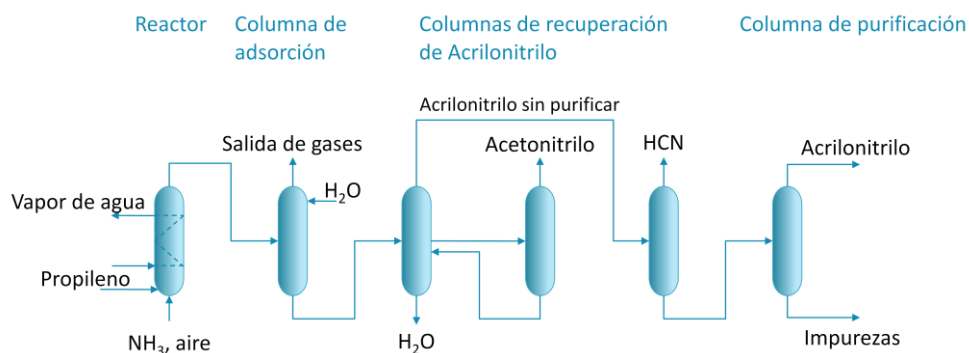 Reactor
Columna de
adsorción
Columnas de recuperación
de Acrilonitrilo
Columna de purificación
Acrilonitrilo sin purificar
Salida de gases
Acetonitrilo
HCN
Acrilonitrilo
H₂O
Vapor de agua
Propileno
NH₃, aire
H₂O
Impurezas